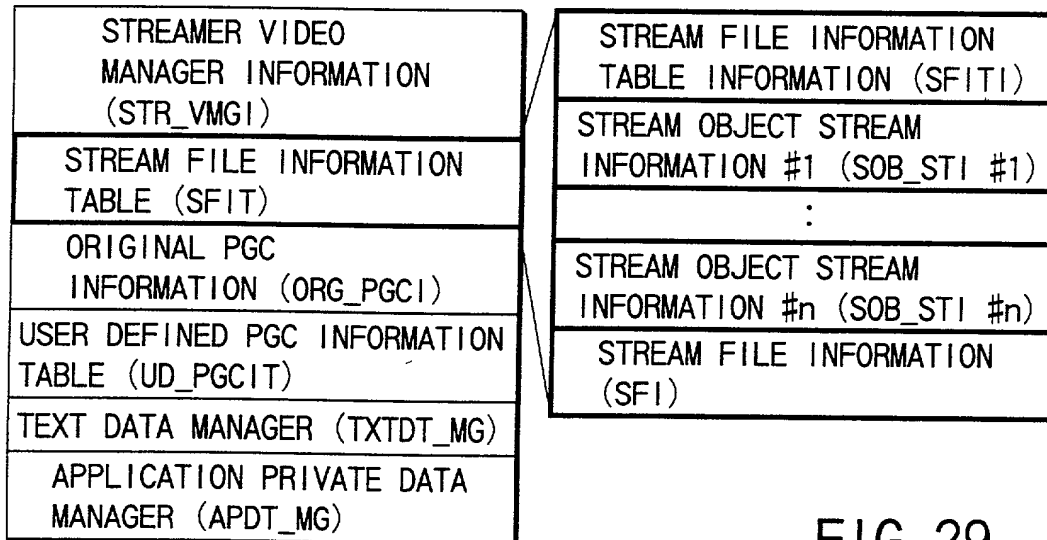 STREAMER VIDEO
MANAGER INFORMATION
(STR_VMGI)
STREAM FILE INFORMATION
TABLE (SFIT)
ORIGINAL PGC
INFORMATION (ORG_PGCI)
USER DEFINED PGC INFORMATION
TABLE (UD_PGCIT)
TEXT DATA MANAGER (TXTDT_MG)
APPLICATION PRIVATE DATA
MANAGER (APDT_MG)
STREAM FILE INFORMATION
TABLE INFORMATION (SFITI)
STREAM OBJECT STREAM
INFORMATION #1 (SOB_STI #1)
:
STREAM OBJECT STREAM
INFORMATION #n (SOB_STI #n)
STREAM FILE INFORMATION
(SFI)
FIG. 29